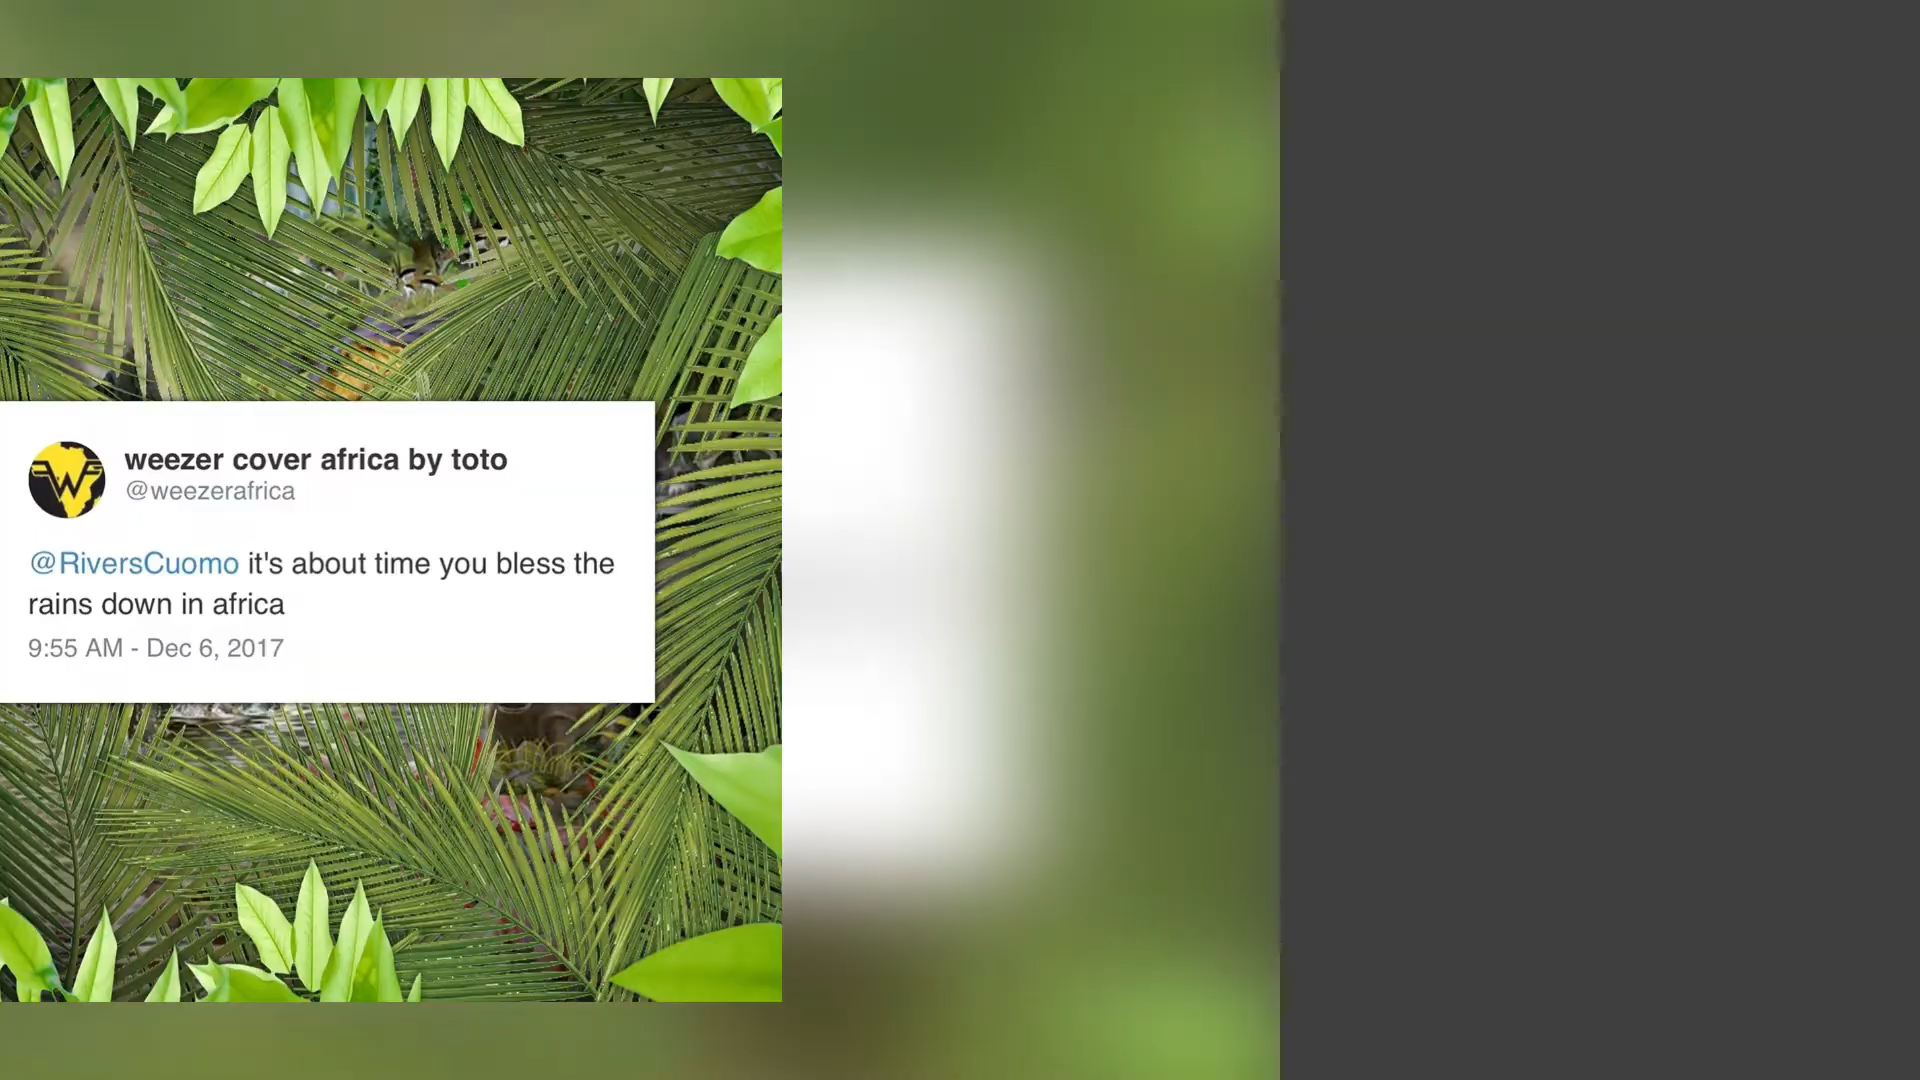 weezer cover africa by toto
@weezerafrica
@RiversCuomo it's about time you bless the
rains down in africa
9:55 AM - Dec 6, 2017